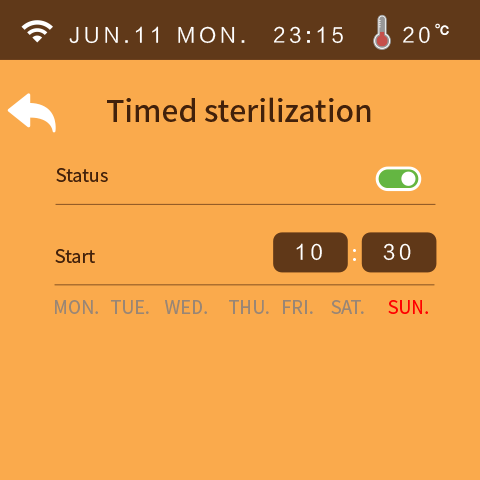 JUN.11 MON. 23:15 20℃
Timed sterilization
Status
Start 10 : 30
MON. TUE. WED. THU. FRI. SAT. SUN.